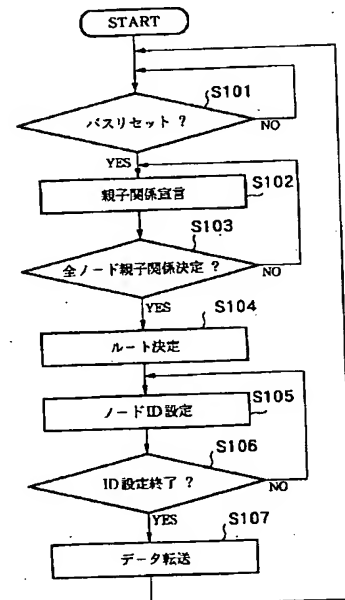 START
S101
バスリセット ?
NO
YES
S102
親子関係宣言
S103
全ノード親子関係決定 ?
NO
YES
S104
ルート決定
S105
ノードID設定
S106
ID設定終了 ?
NO
YES
S107
データ転送